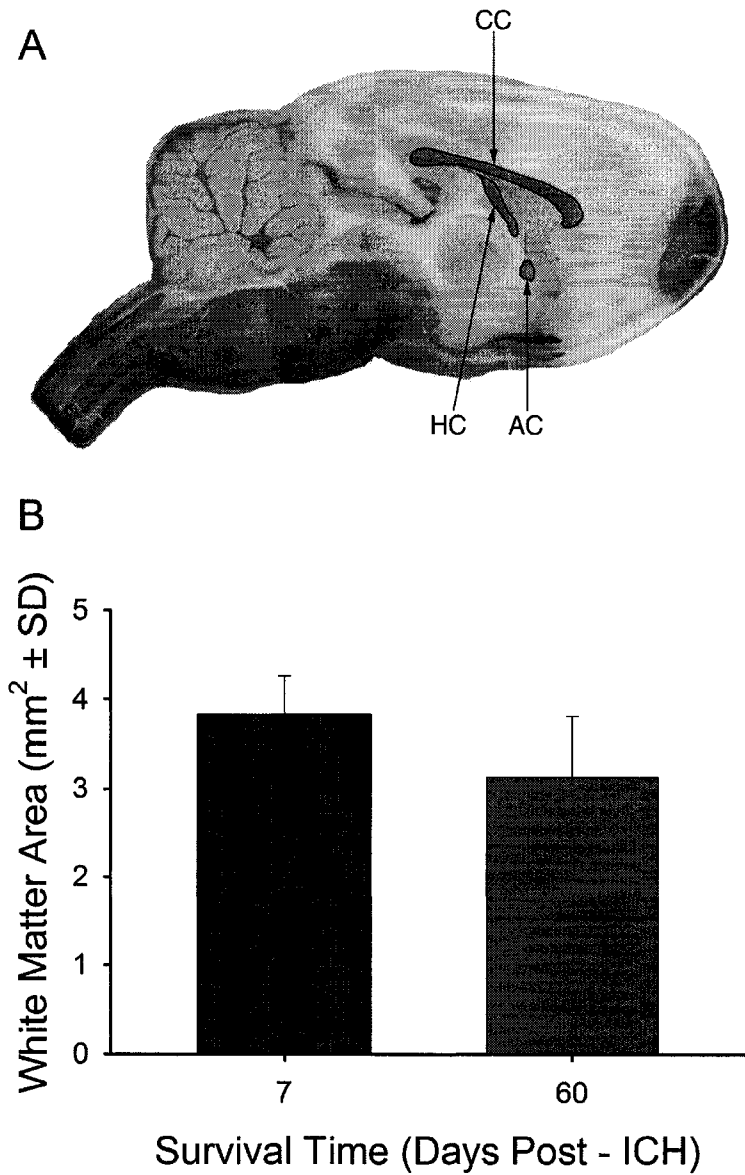 A
CC
HC AC
B
White Matter Area (mm² ± SD)
5
4
3
2
1
0
7 60
Survival Time (Days Post - ICH)